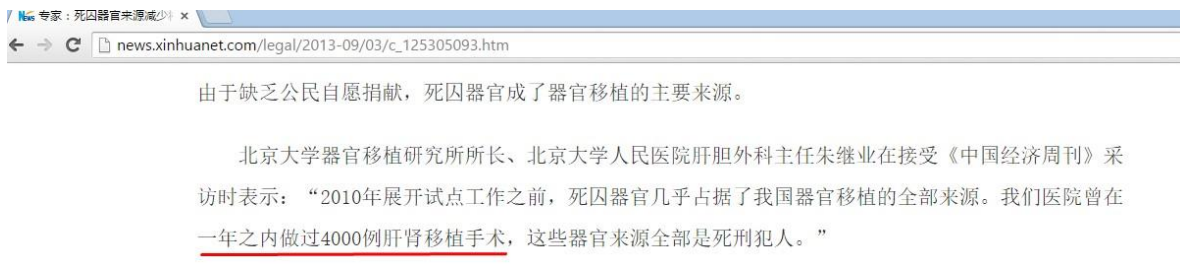 News 专家：死囚器官来源减少
news.xinhuanet.com/legal/2013-09/03/c_125305093.htm
由于缺乏公民自愿捐献，死囚器官成了器官移植的主要来源。
北京大学器官移植研究所所长、北京大学人民医院肝胆外科主任朱继业在接受《中国经济周刊》采
访时表示：“2010年展开试点工作之前，死囚器官几乎占据了我国器官移植的全部来源。我们医院曾在
一年之内做过4000例肝肾移植手术，这些器官来源全部是死刑犯人。”